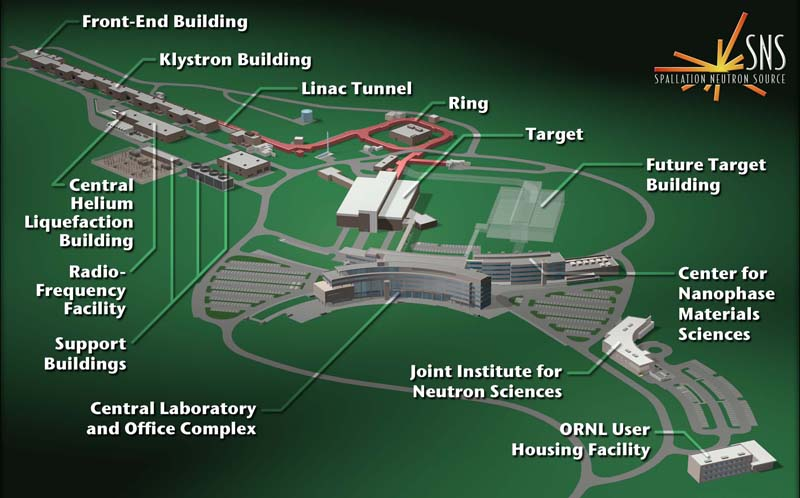 Front-End Building
SNS
SPALLATION NEUTRON SOURCE
Klystron Building
Linac Tunnel
Ring
Target
Future Target
Building
Central
Helium
Liquefaction
Building
Radio-
Frequency
Facility
Center for
Nanophase
Materials
Sciences
Support
Buildings
Joint Institute for
Neutron Sciences
Central Laboratory
and Office Complex
ORNL User
Housing Facility